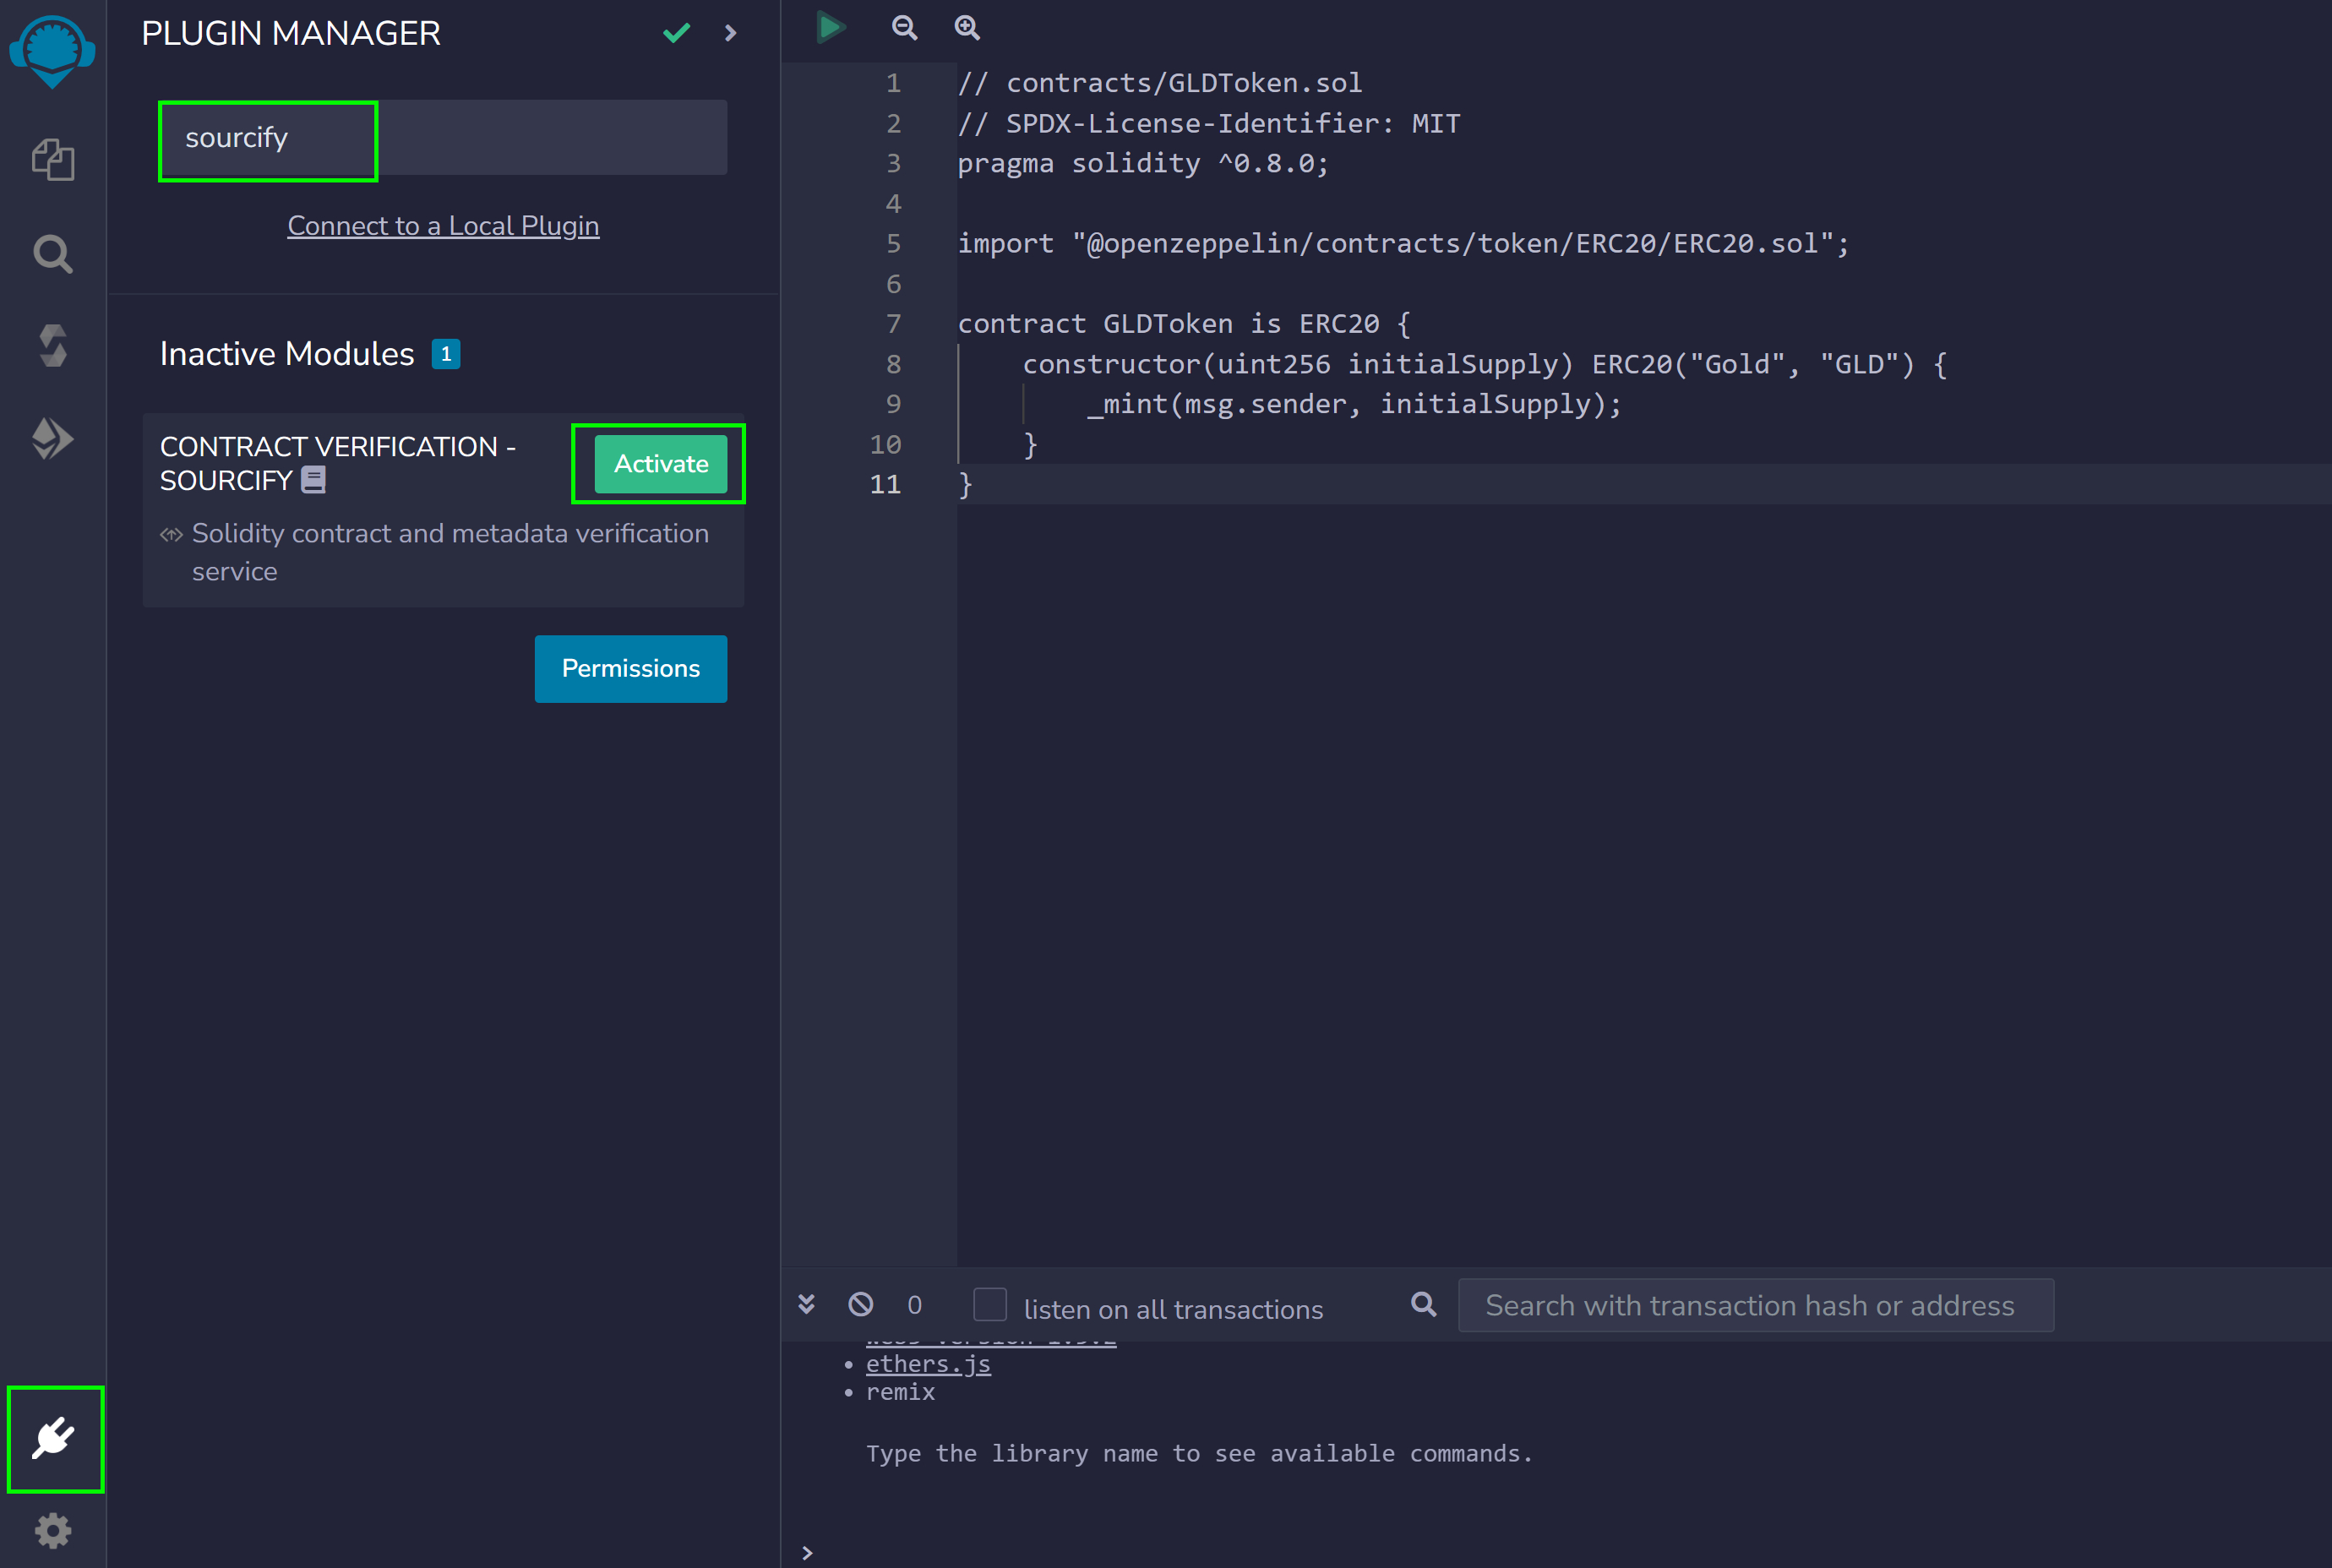 PLUGIN MANAGER
sourcify
Connect to a Local Plugin
Inactive Modules 1
CONTRACT VERIFICATION -
SOURCIFY
Activate
Solidity contract and metadata verification
service
Permissions
1 // contracts/GLDToken.sol
2 // SPDX-License-Identifier: MIT
3 pragma solidity ^0.8.0;
4
5 import "@openzeppelin/contracts/token/ERC20/ERC20.sol";
6
7 contract GLDToken is ERC20 {
8     constructor(uint256 initialSupply) ERC20("Gold", "GLD") {
9         _mint(msg.sender, initialSupply);
10     }
11 }
0 listen on all transactions Search with transaction hash or address
• ethers.js
• remix
Type the library name to see available commands.
>